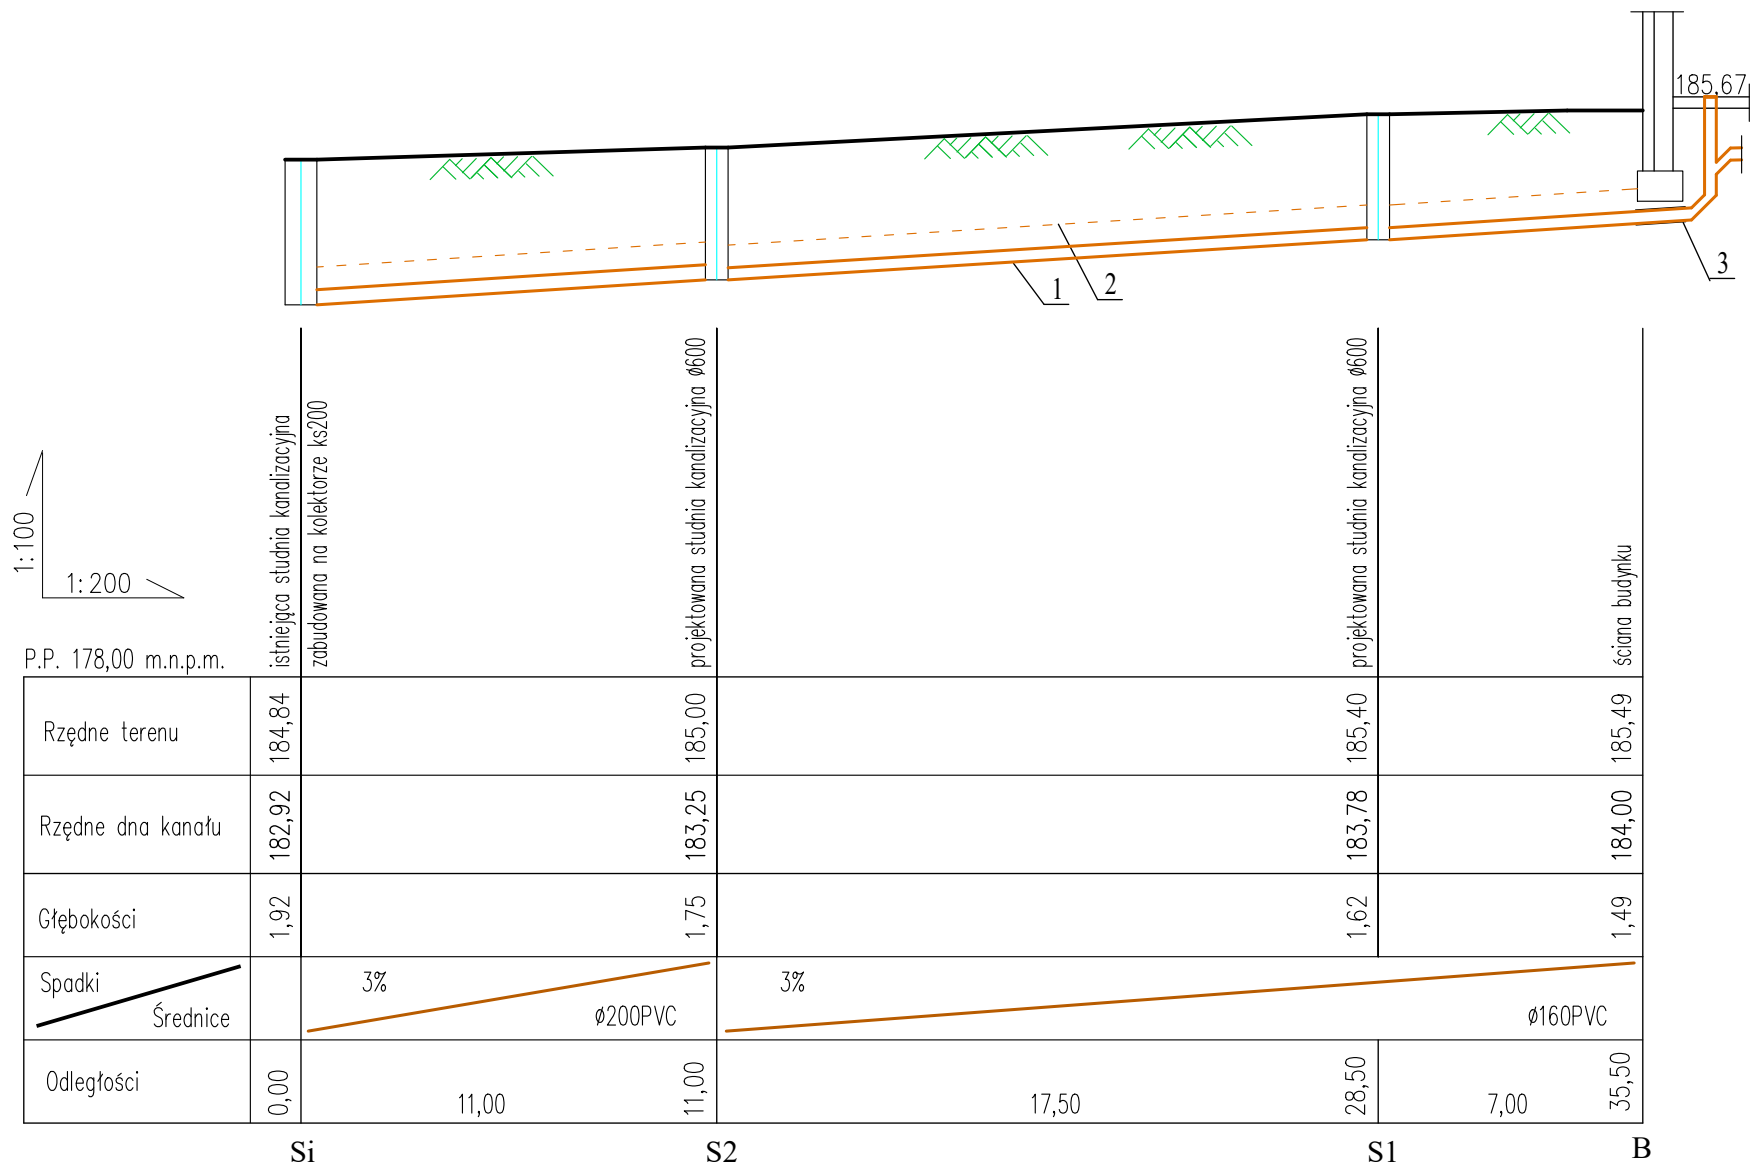 185,67
1
2
3
istniejąca studnia kanalizacyjna
zabudowana na kolektorze ks200
projektowana studnia kanalizacyjna ø600
projektowana studnia kanalizacyjna ø600
ściana budynku
1:100
1:200
P.P. 178,00 m.n.p.m.
Rzędne terenu 184,84 185,00 185,40 185,49
Rzędne dna kanału 182,92 183,25 183,78 184,00
Głębokości 1,92 1,75 1,62 1,49
Spadki 3% 3%
Średnice ø200PVC ø160PVC
Odległości 0,00 11,00 11,00 17,50 28,50 7,00 35,50
Si S2 S1 B